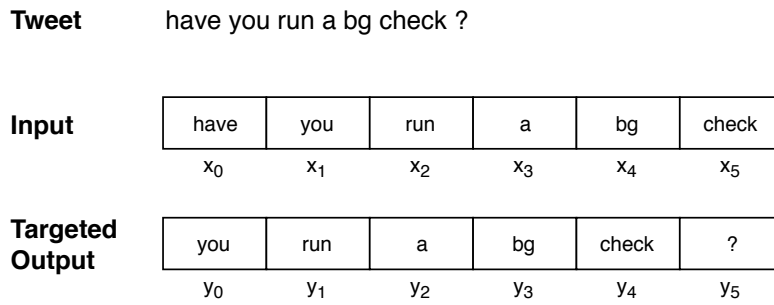 Tweet have you run a bg check ?
Input have you run a bg check
x0 x1 x2 x3 x4 x5
Targeted Output you run a bg check ?
y0 y1 y2 y3 y4 y5